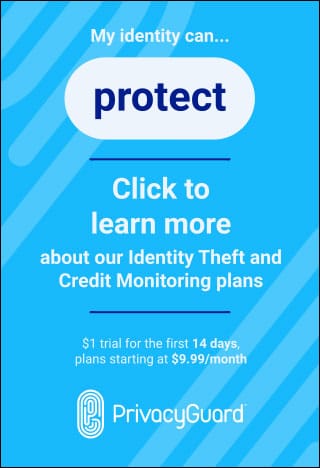 My identity can...
protect
Click to
learn more
about our Identity Theft and
Credit Monitoring plans
$1 trial for the first 14 days,
plans starting at $9.99/month
PrivacyGuard